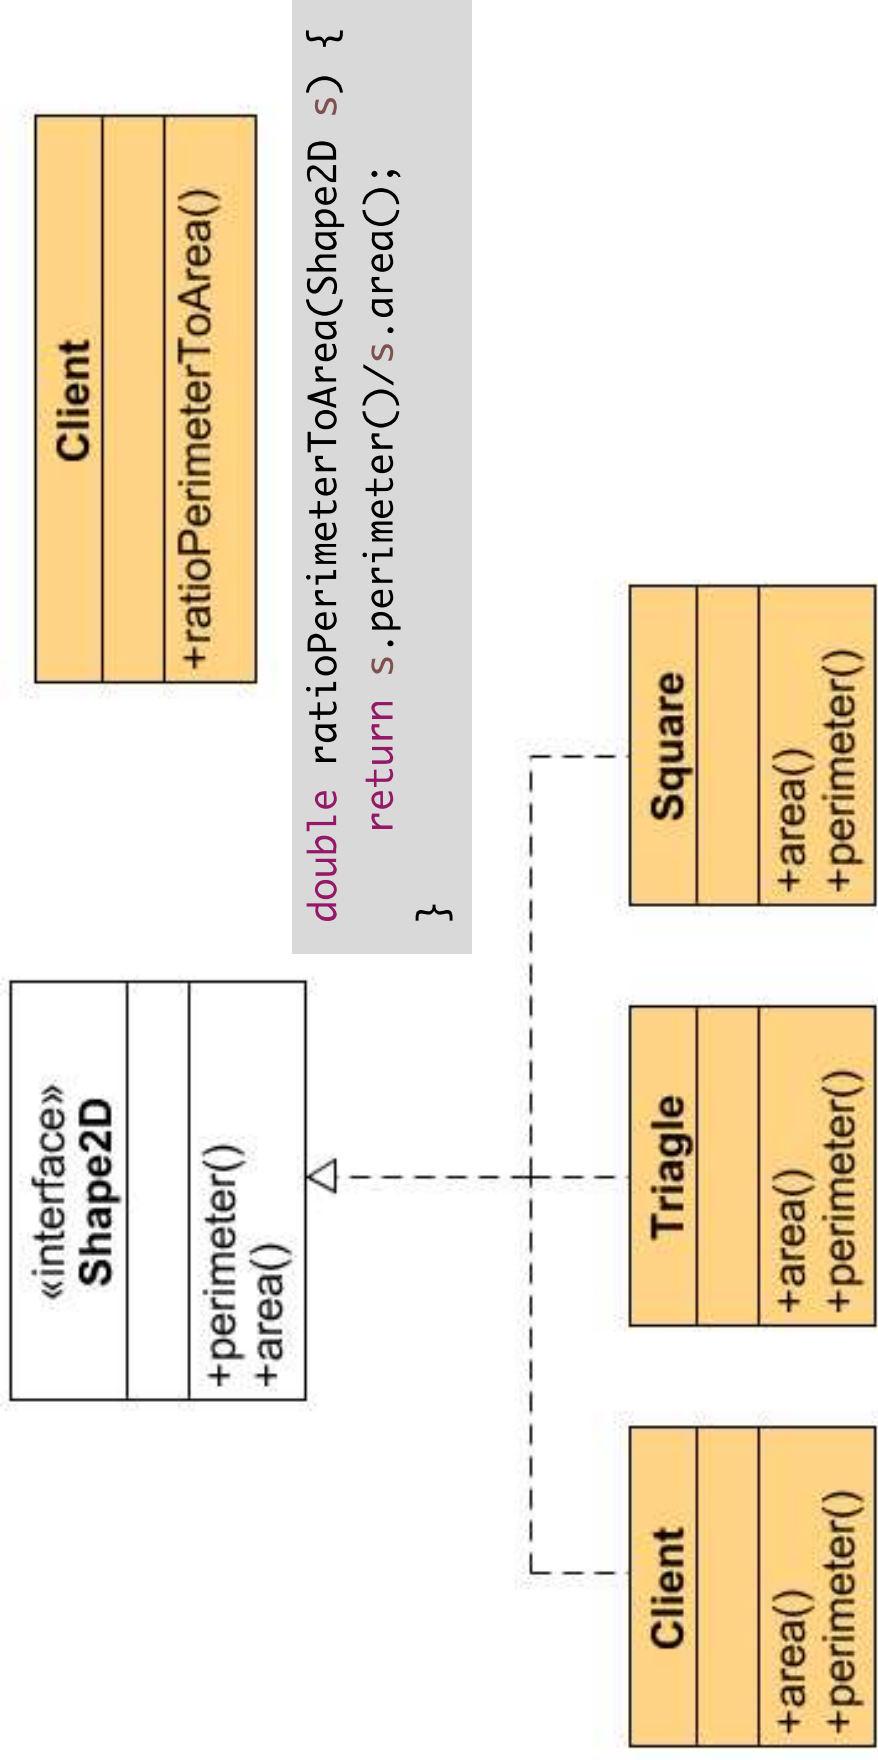 «interface»
Shape2D
+perimeter()
+area()
Client
+ratioPerimeterToArea()
double ratioPerimeterToArea(Shape2D s) {
return s.perimeter()/s.area();
}
Client
+area()
+perimeter()
Triagle
+area()
+perimeter()
Square
+area()
+perimeter()